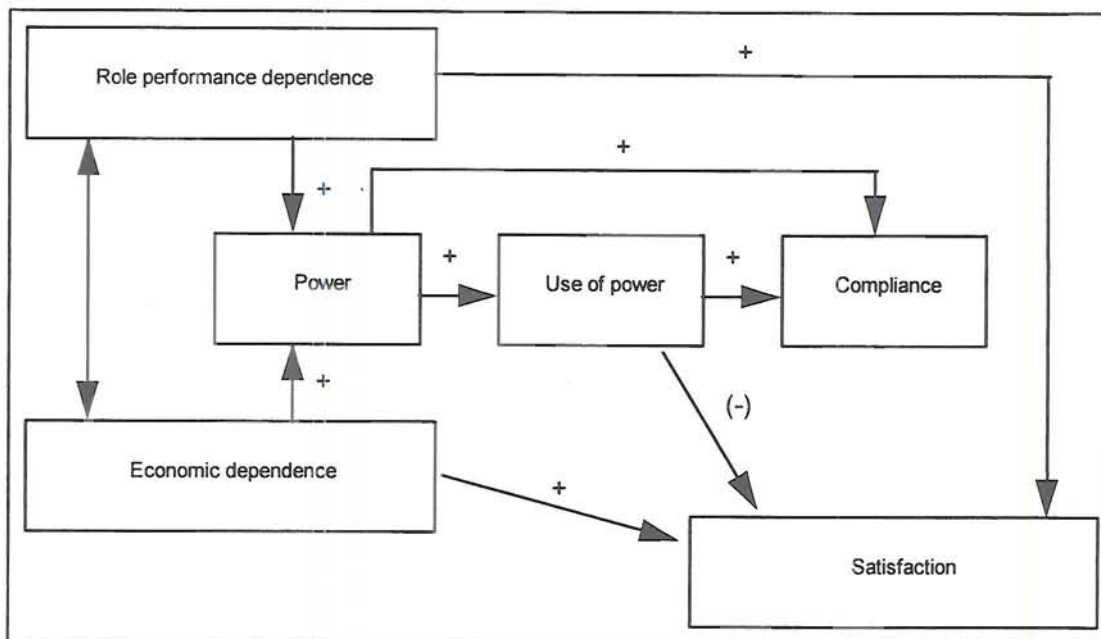 Role performance dependence
+
+
+
Power
+
Use of power
+
Compliance
+
(-)
Economic dependence
+
Satisfaction